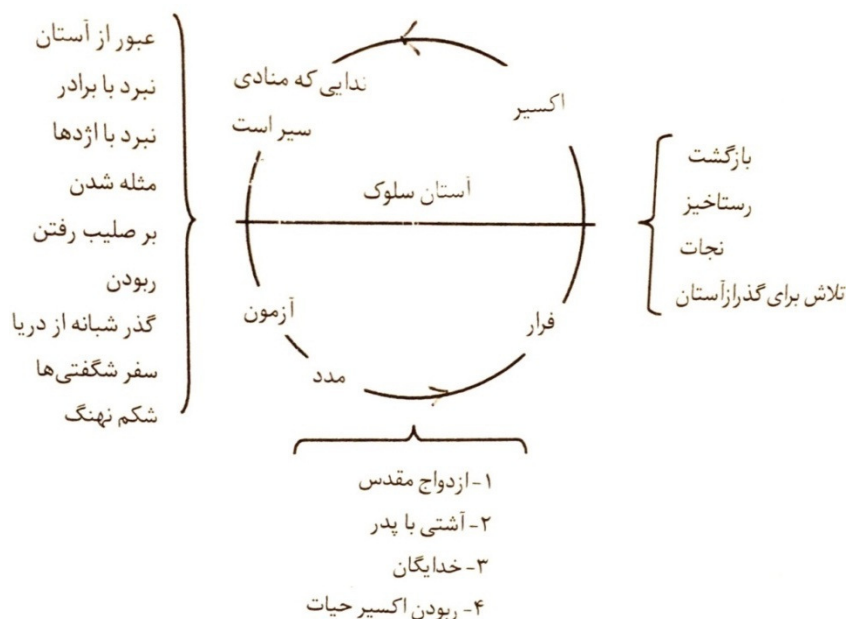 عبور از آستان
نبرد با برادر
نبرد با اژدها
مثله شدن
بر صلیب رفتن
ربودن
گذر شبانه از دریا
سفر شگفتی‌ها
شکم نهنگ
ندایی که منادی
سیر است
اکسیر
آستان سلوک
آزمون
مدد
فرار
بازگشت
رستاخیز
نجات
تلاش برای گذرازآستان
۱- ازدواج مقدس
۲- آشتی با پدر
۳- خدایگان
۴- ربودن اکسیر حیات